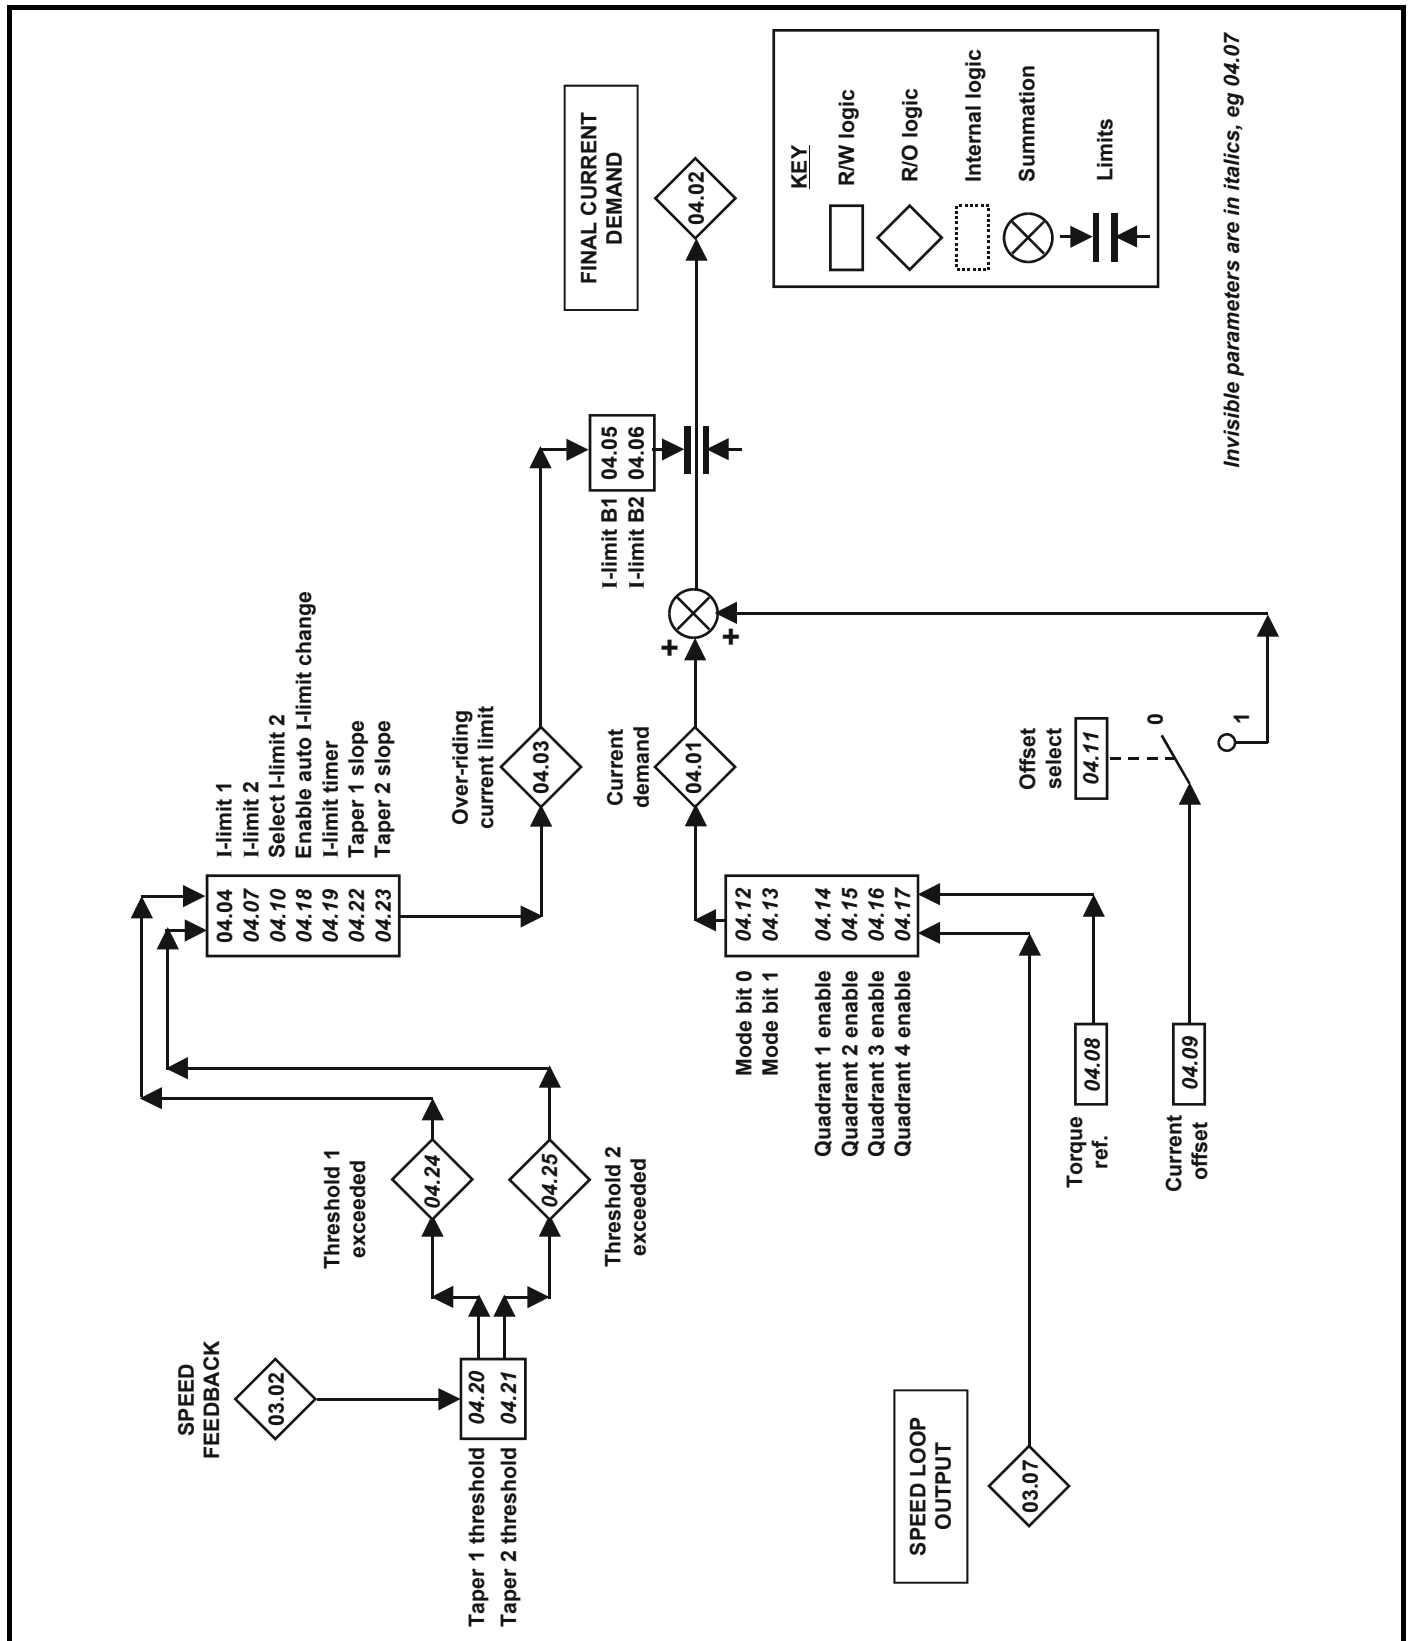 SPEED
FEEDBACK
03.02
Taper 1 threshold
04.20
Taper 2 threshold
04.21
Threshold 1
exceeded
04.24
04.25
Threshold 2
exceeded
04.04 I-limit 1
04.07 I-limit 2
04.10 Select I-limit 2
04.18 Enable auto I-limit change
04.19 I-limit timer
04.22 Taper 1 slope
04.23 Taper 2 slope
Over-riding
current limit
04.03
I-limit B1 04.05
I-limit B2 04.06
FINAL CURRENT
DEMAND
04.02
Current
demand
04.01
+
+
Mode bit 0 04.12
Mode bit 1 04.13
Quadrant 1 enable 04.14
Quadrant 2 enable 04.15
Quadrant 3 enable 04.16
Quadrant 4 enable 04.17
SPEED LOOP
OUTPUT
03.07
Torque
ref.
04.08
Current
offset
04.09
Offset
select
04.11
0
1
KEY
R/W logic
R/O logic
Internal logic
Summation
Limits
Invisible parameters are in italics, eg 04.07